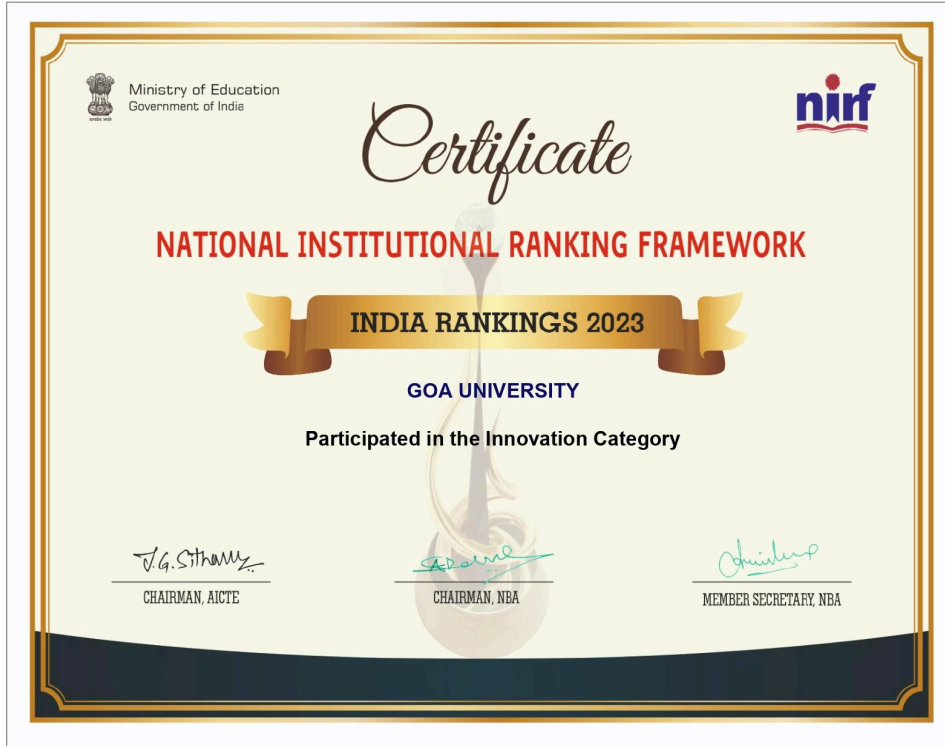 Ministry of Education
Government of India
nirf
Certificate
NATIONAL INSTITUTIONAL RANKING FRAMEWORK
INDIA RANKINGS 2023
GOA UNIVERSITY
Participated in the Innovation Category
T.G. Sitharam
CHAIRMAN, AICTE
CHAIRMAN, NBA
MEMBER SECRETARY, NBA